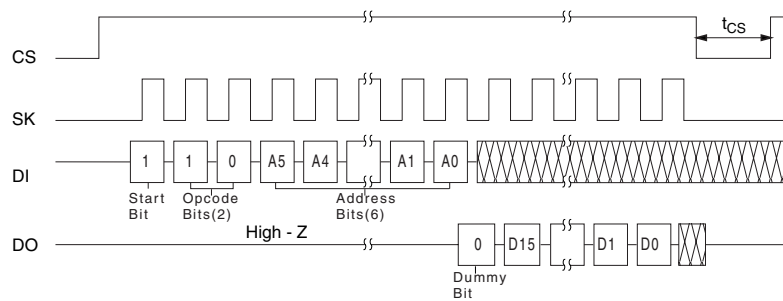 CS
tCS
SK
DI
1 1 0 A5 A4 A1 A0
Start
Bit
Opcode
Bits(2)
Address
Bits(6)
DO
High - Z
0 D15 D1 D0
Dummy
Bit